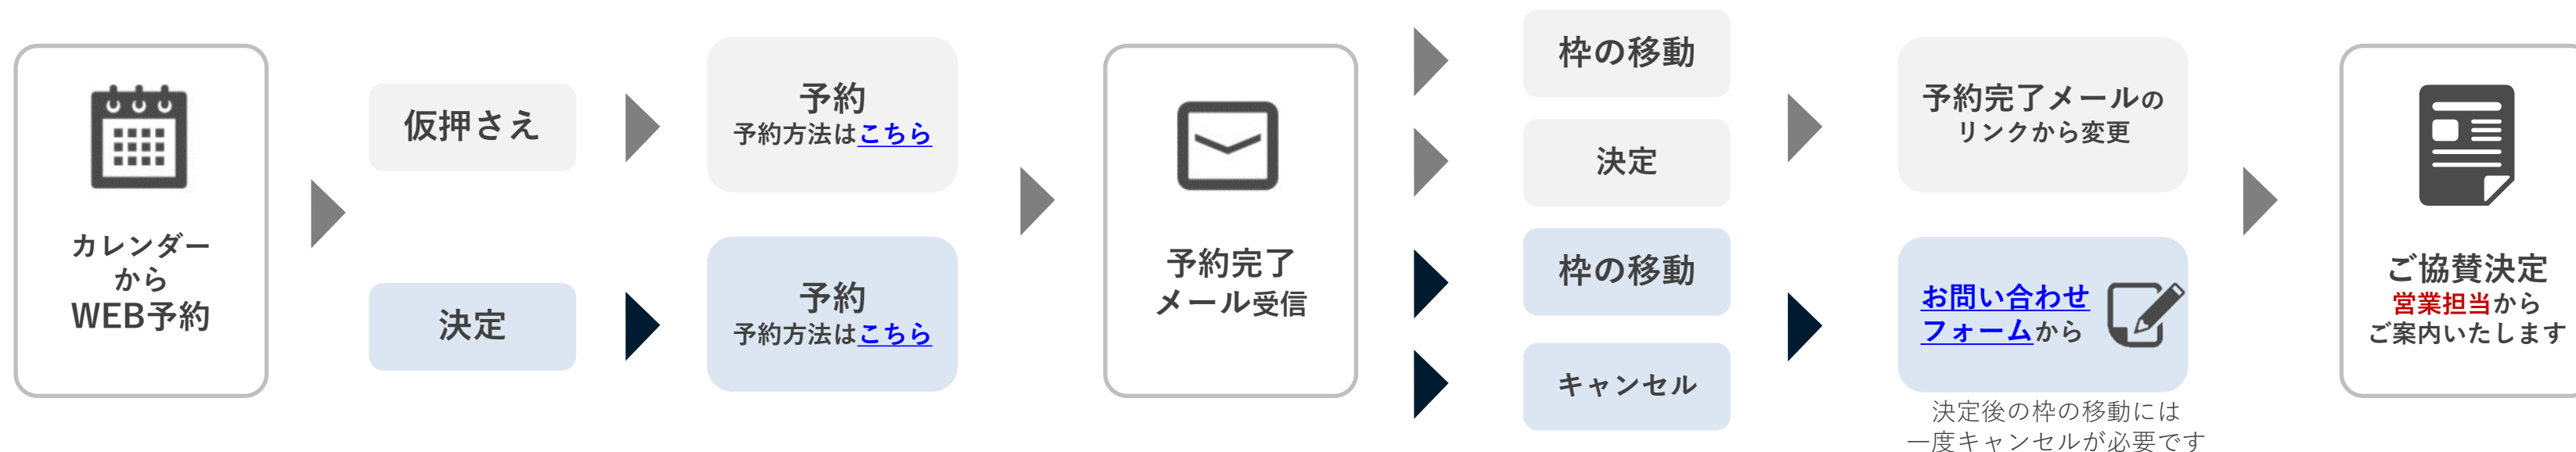 カレンダー
から
WEB予約
仮押さえ
予約
予約方法はこちら
決定
予約
予約方法はこちら
予約完了
メール受信
枠の移動
決定
予約完了メールの
リンクから変更
枠の移動
キャンセル
お問い合わせ
フォームから
決定後の枠の移動には
一度キャンセルが必要です
ご協賛決定
営業担当から
ご案内いたします